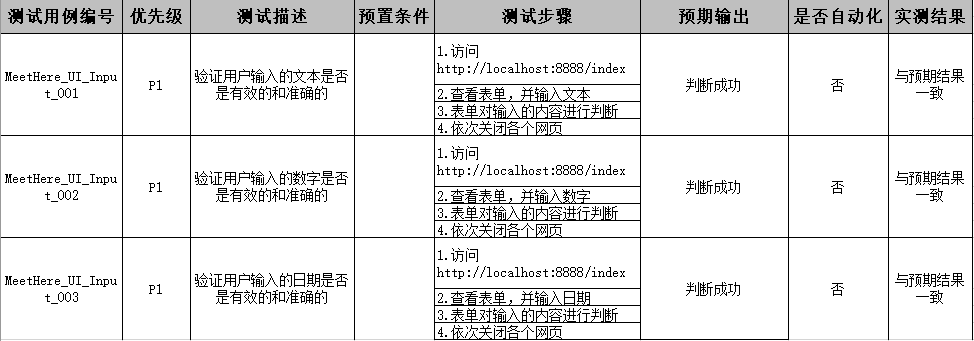 测试用例编号 优先级 测试描述 预置条件 测试步骤 预期输出 是否自动化 实测结果
MeetHere_UI_Inpu
t_001
P1
验证用户输入的文本是否
是有效的和准确的
1.访问
http://localhost:8888/index
2.查看表单，并输入文本
3.表单对输入的内容进行判断
4.依次关闭各个网页
判断成功
否
与预期结果
一致
MeetHere_UI_Inpu
t_002
P1
验证用户输入的数字是否
是有效的和准确的
1.访问
http://localhost:8888/index
2.查看表单，并输入数字
3.表单对输入的内容进行判断
4.依次关闭各个网页
判断成功
否
与预期结果
一致
MeetHere_UI_Inpu
t_003
P1
验证用户输入的日期是否
是有效的和准确的
1.访问
http://localhost:8888/index
2.查看表单，并输入日期
3.表单对输入的内容进行判断
4.依次关闭各个网页
判断成功
否
与预期结果
一致